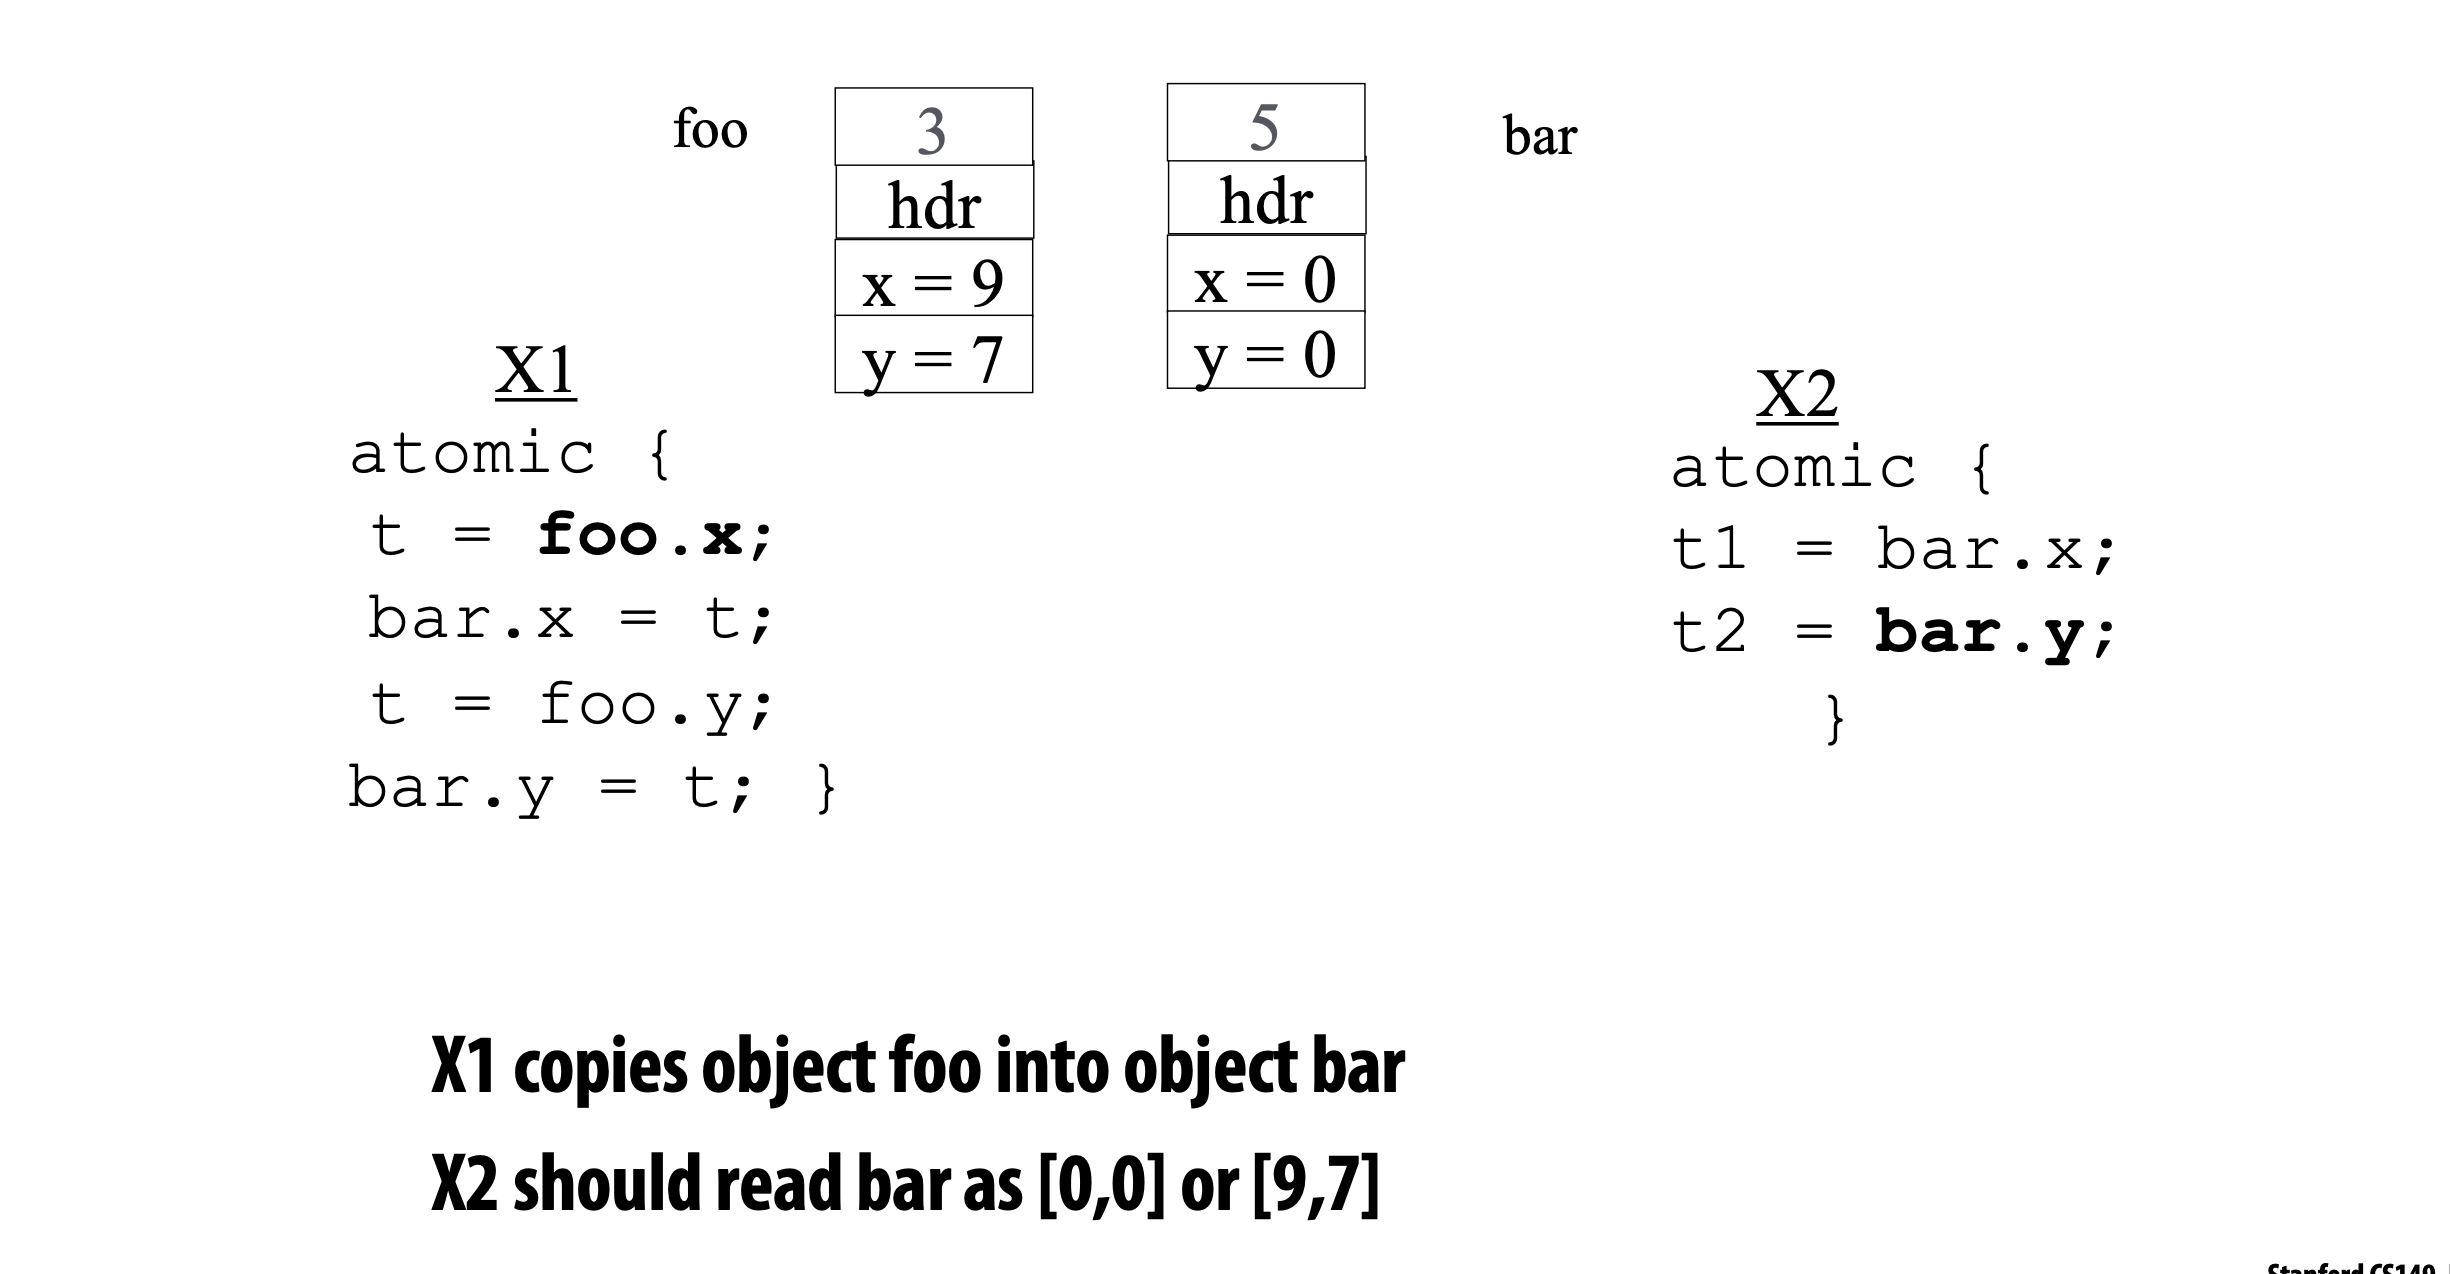 foo
3
hdr
x = 9
y = 7
5
hdr
x = 0
y = 0
bar
X1
atomic {
t = foo.x;
bar.x = t;
t = foo.y;
bar.y = t; }
X2
atomic {
t1 = bar.x;
t2 = bar.y;
}
X1 copies object foo into object bar
X2 should read bar as [0,0] or [9,7]
Stanford CS149